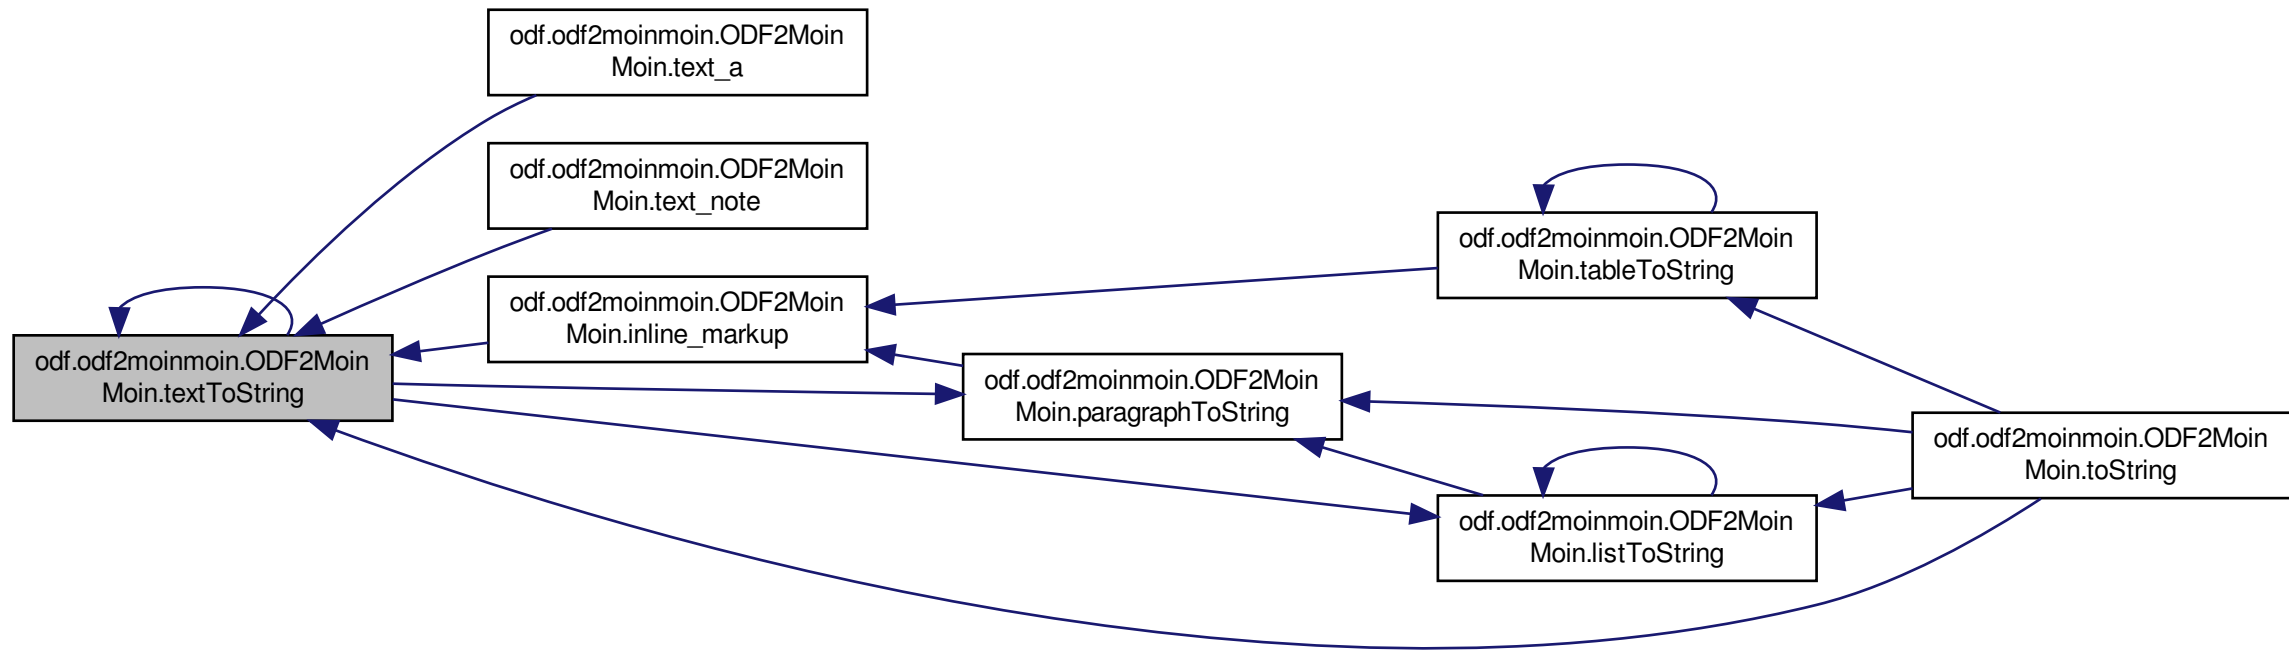 odf.odf2moinmoin.ODF2Moin
Moin.text_a
odf.odf2moinmoin.ODF2Moin
Moin.text_note
odf.odf2moinmoin.ODF2Moin
Moin.inline_markup
odf.odf2moinmoin.ODF2Moin
Moin.textToString
odf.odf2moinmoin.ODF2Moin
Moin.paragraphToString
odf.odf2moinmoin.ODF2Moin
Moin.tableToString
odf.odf2moinmoin.ODF2Moin
Moin.listToString
odf.odf2moinmoin.ODF2Moin
Moin.toString